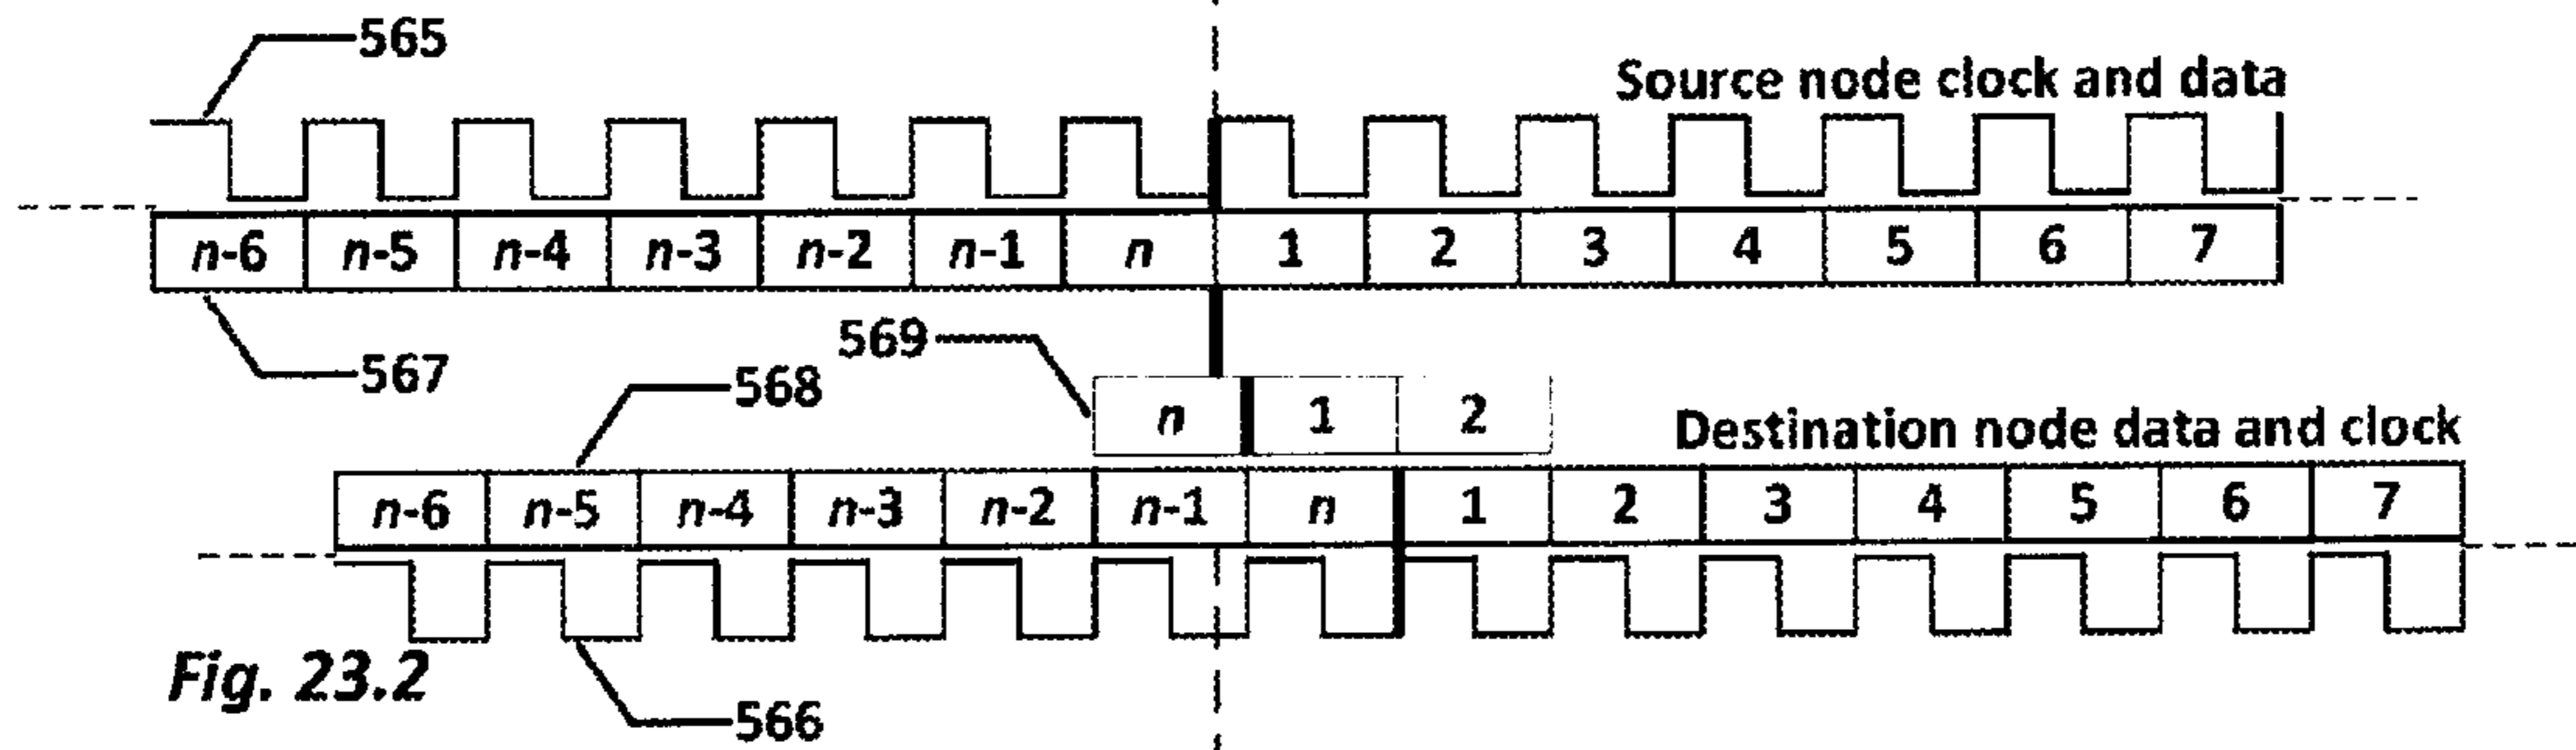 565
Source node clock and data
n-6 n-5 n-4 n-3 n-2 n-1 n 1 2 3 4 5 6 7
569
567
568
n 1 2
Destination node data and clock
n-6 n-5 n-4 n-3 n-2 n-1 n 1 2 3 4 5 6 7
Fig. 23.2
566